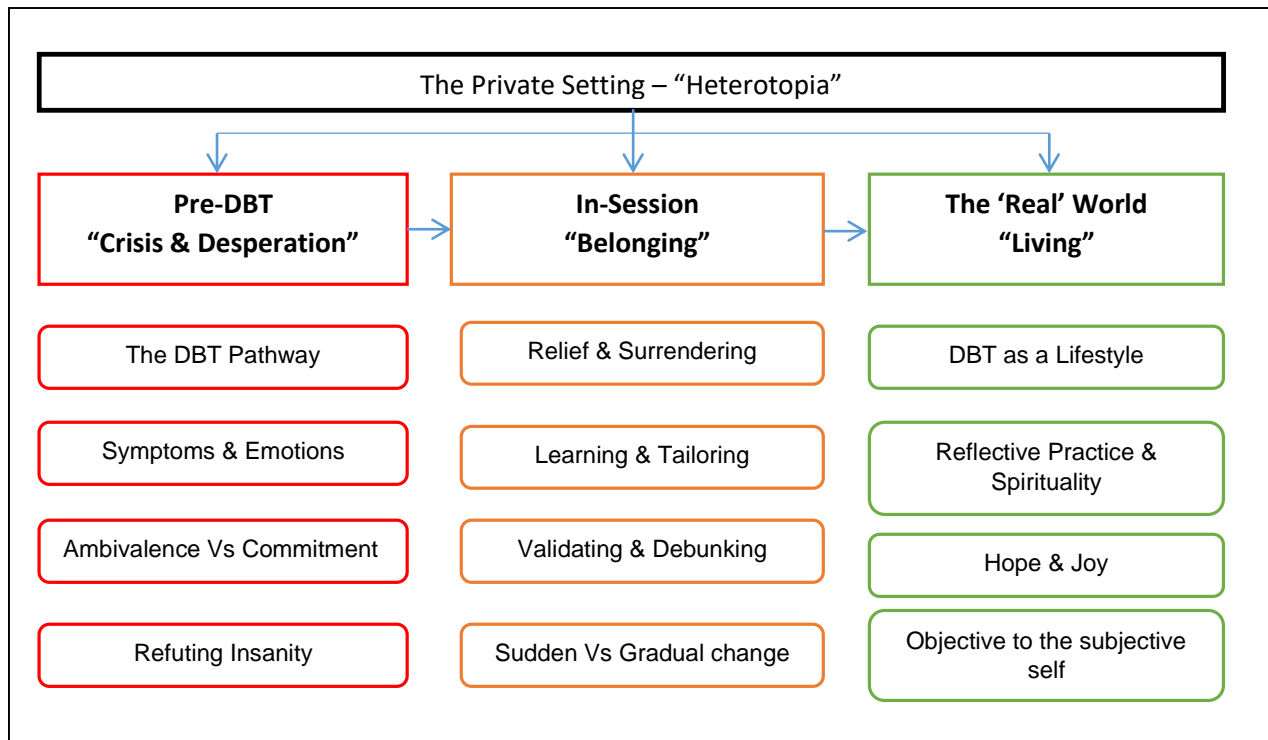 The Private Setting – “Heterotopia”
Pre-DBT
“Crisis & Desperation”
The DBT Pathway
Symptoms & Emotions
Ambivalence Vs Commitment
Refuting Insanity
In-Session
“Belonging”
Relief & Surrendering
Learning & Tailoring
Validating & Debunking
Sudden Vs Gradual change
The ‘Real’ World
“Living”
DBT as a Lifestyle
Reflective Practice &
Spirituality
Hope & Joy
Objective to the subjective
self